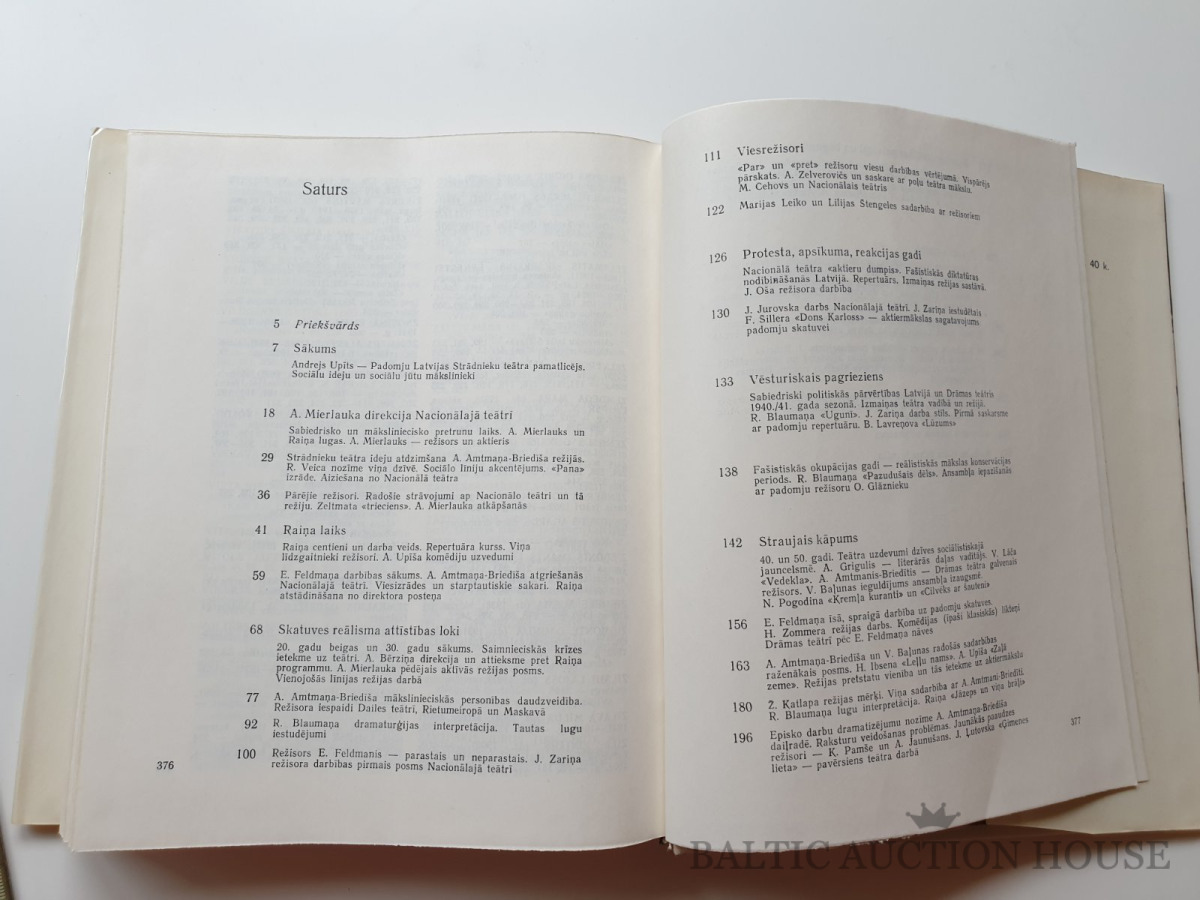 Saturs
5 Priekšvārds
7 Sākums
Andrejs Upīts — Padomju Latvijas Strādnieku teātra pamatlicējs.
Sociālu ideju un sociālu jūtu mākslinieki
18 A. Mierlauka direkcija Nacionālajā teātrī
Sabiedrisko un māksliniecisko pretrunu laiks. A. Mierlauks un
Raiņa lugas. A. Mierlauks — režisors un aktieris
29 Strādnieku teātra ideju atdzimšana A. Amtmaņa-Briedīša režijās.
R. Veica nozīme viņa dzīvē. Sociālo līniju akcentējums. «Pana»
izrāde. Aiziešana no Nacionālā teātra
36 Pārējie režisori. Radošie strāvojumi ap Nacionālo teātri un tā
režiju. Zeltmata «trieciens». A. Mierlauka atkāpšanās
41 Raiņa laiks
Raiņa centieni un darba veids. Repertuāra kurss. Viņa
līdzgaitnieki režisori. A. Upīša komēdiju uzvedumi
59 E. Feldmaņa darbības sākums. A. Amtmaņa-Briedīša atgriešanās
Nacionālajā teātrī. Viesizrādes un starptautiskie sakari. Raiņa
atstādināšana no direktora posteņa
68 Skatuves reālisma attīstības loki
20. gadu beigas un 30. gadu sākums. Saimnieciskās krīzes
ietekme uz teātri. A. Bērziņa direkcija un attieksme pret Raiņa
programmu. A. Mierlauka pēdējais aktīvās režijas posms.
Vienojošās līnijas režijas darbā
77 A. Amtmaņa-Briedīša mākslinieciskās personības daudzveidība.
Režisora iespaidi Dailes teātrī, Rietumeiropā un Maskavā
92 R. Blaumaņa dramaturģijas interpretācija. Tautas lugu
iestudējumi
100 Režisors E. Feldmanis — parastais un neparastais. J. Zariņa
režisora darbības pirmais posms Nacionālajā teātrī
376
111 Viesrežisori
«Par» un «pret» režisoru viesu darbības vērtējumā. Vispārējs
pārskats. A. Zelverovičs un saskare ar poļu teātra mākslu.
M. Čehovs un Nacionālais teātris
122 Marijas Leiko un Lilijas Štengeles sadarbība ar režisoriem
126 Protesta, apsīkuma, reakcijas gadi
Nacionālā teātra «aktieru dumpis». Fašistiskās diktatūras
nodibināšanās Latvijā. Repertuārs. Izmaiņas režijas sastāvā.
J. Oša režisora darbība
130 J. Jurovska darbs Nacionālajā teātrī. J. Zariņa iestudētais
F. Šillera «Dons Karloss» — aktiermākslas sagatavojums
padomju skatuvei
133 Vēsturiskais pagrieziens
Sabiedriski politiskās pārvērtības Latvijā un Drāmas teātris
1940./41. gada sezonā. Izmaiņas teātra vadībā un režijā.
R. Blaumaņa «Ugunī». J. Zariņa darba stils. Pirmā saskarsme
ar padomju repertuāru. B. Lavreņova «Lūzums»
138 Fašistiskās okupācijas gadi — reālistiskās mākslas konservācijas
periods. R. Blaumaņa «Pazudušais dēls». Ansambļa iepazīšanās
ar padomju režisoru O. Glāznieku
142 Straujais kāpums
40. un 50. gadi. Teātra uzdevumi dzīves sociālistiskajā
jauncelsmē. A. Grigulis — literārās daļas vadītājs. V. Lāča
«Vedekla». A. Amtmanis-Briedītis — Drāmas teātra galvenais
režisors. V. Baļunas ieguldījums ansambļa izaugsmē.
N. Pogodina «Kremļa kuranti» un «Cilvēks ar šauteni»
156 E. Feldmaņa īsā, spraigā darbība uz padomju skatuves.
H. Zommera režijas darbs. Komēdijas (īpaši klasiskās) likteņi
Drāmas teātrī pēc E. Feldmaņa nāves
163 A. Amtmaņa-Briedīša un V. Baļunas radošās sadarbības
raženākais posms. H. Ibsena «Leļļu nams». A. Upīša «Zaļā
zeme». Režijas pretstatu vienība un tās ietekme uz aktiermākslu
180 Ž. Katlapa režijas mērķi. Viņa sadarbība ar A. Amtmani-Briedīti.
R. Blaumaņa lugu interpretācija. Raiņa «Jāzeps un viņa brāļi»
196 Episko darbu dramatizējumu nozīme A. Amtmaņa-Briedīša
daiļradē. Raksturu veidošanas problēmas. Jaunākās paaudzes
režisori — K. Pamše un A. Jaunušans. J. Lutovska «Ģimenes
lieta» — pavērsiens teātra darbā
377
40 k.
BALTIC AUCTION HOUSE